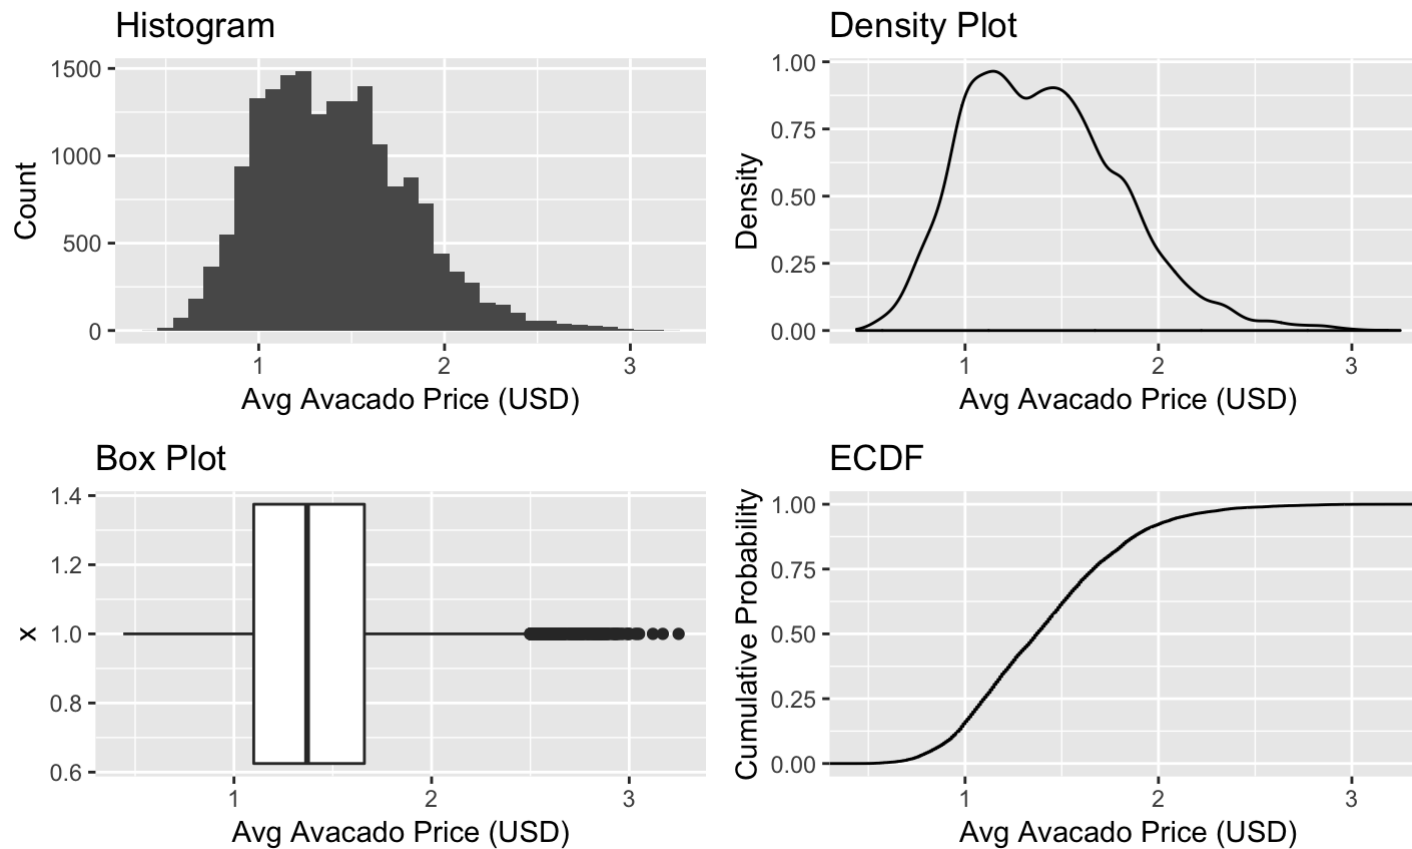 Histogram
1500
1000
500
0
Count
1
2
3
Avg Avacado Price (USD)
Density Plot
1.00
0.75
0.50
0.25
0.00
Density
1
2
3
Avg Avacado Price (USD)
Box Plot
1.4
1.2
1.0
0.8
0.6
x
1
2
3
Avg Avacado Price (USD)
ECDF
1.00
0.75
0.50
0.25
0.00
Cumulative Probability
1
2
3
Avg Avacado Price (USD)